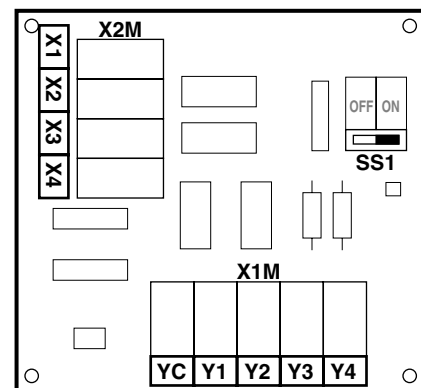 X2M
X1
X2
X3
X4
OFF ON
SS1
X1M
YC Y1 Y2 Y3 Y4